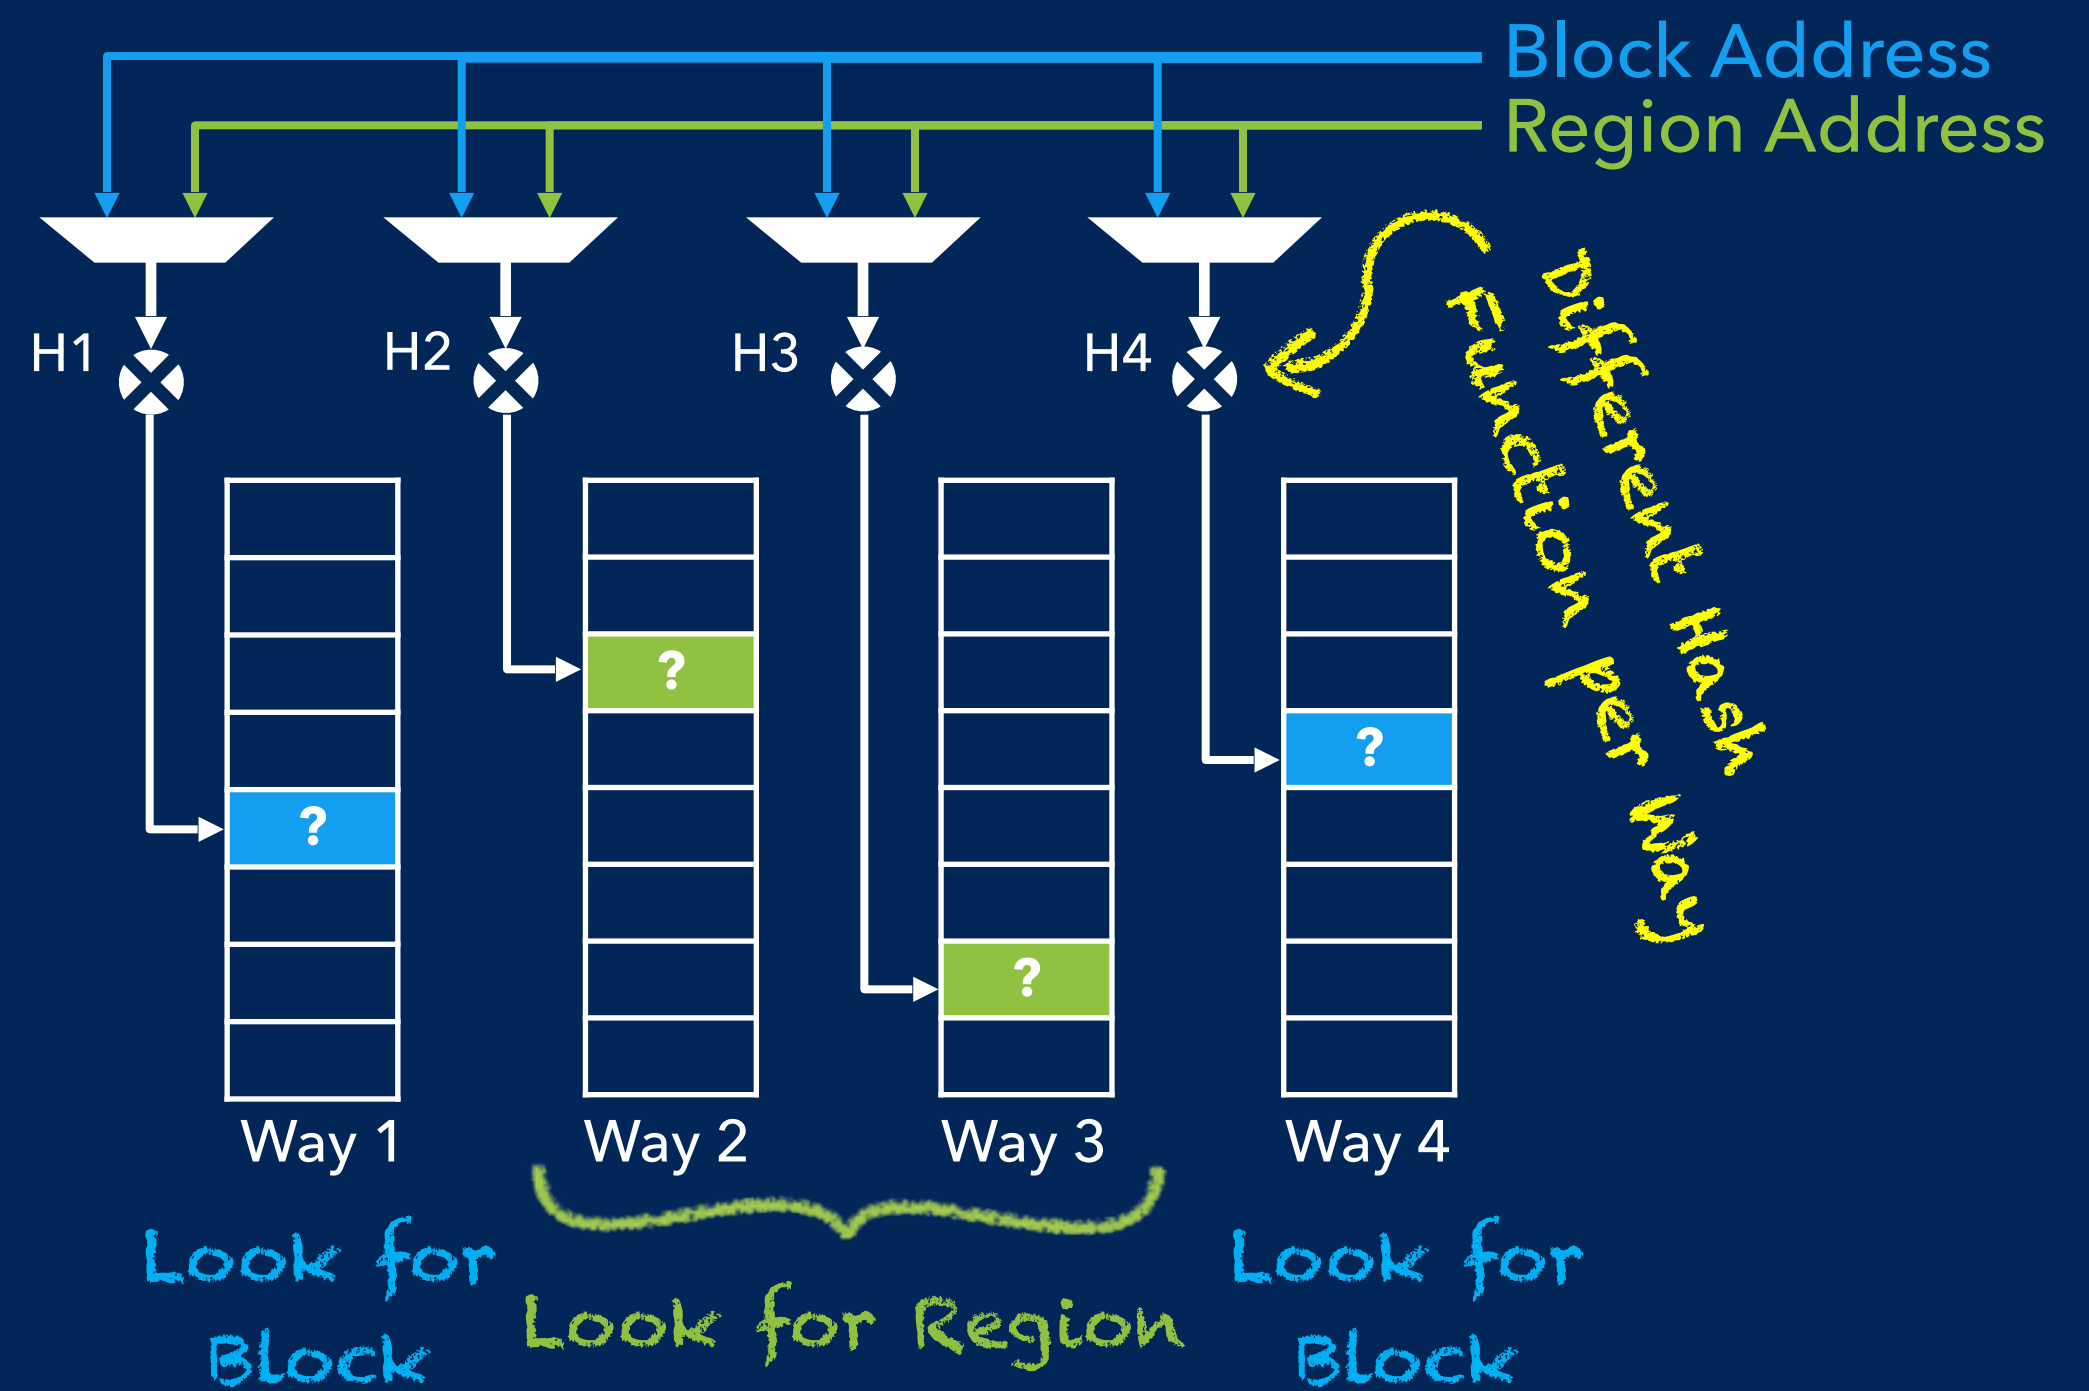 Block Address
Region Address
H1
H2
H3
H4
Different Hash
Function per Way
?
?
?
?
Way 1
Way 2
Way 3
Way 4
Look for
Block
Look for Region
Look for
Block